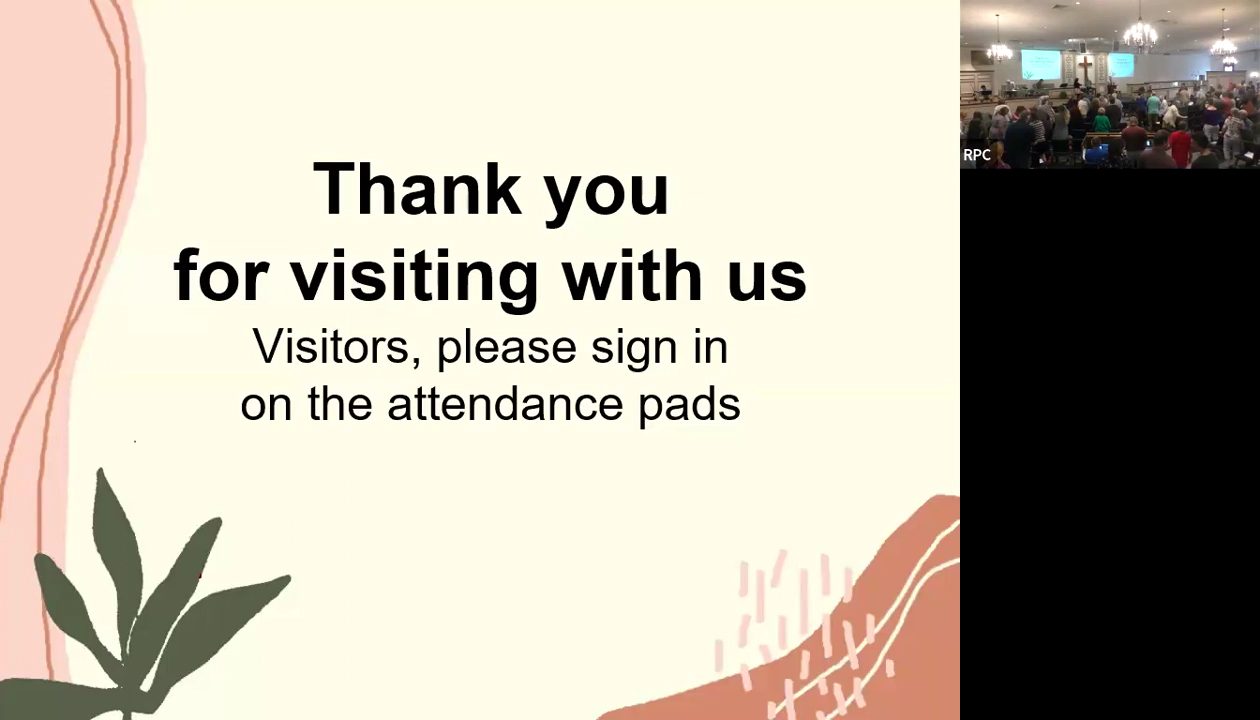 Thank you
for visiting with us
Visitors, please sign in
on the attendance pads
RPC